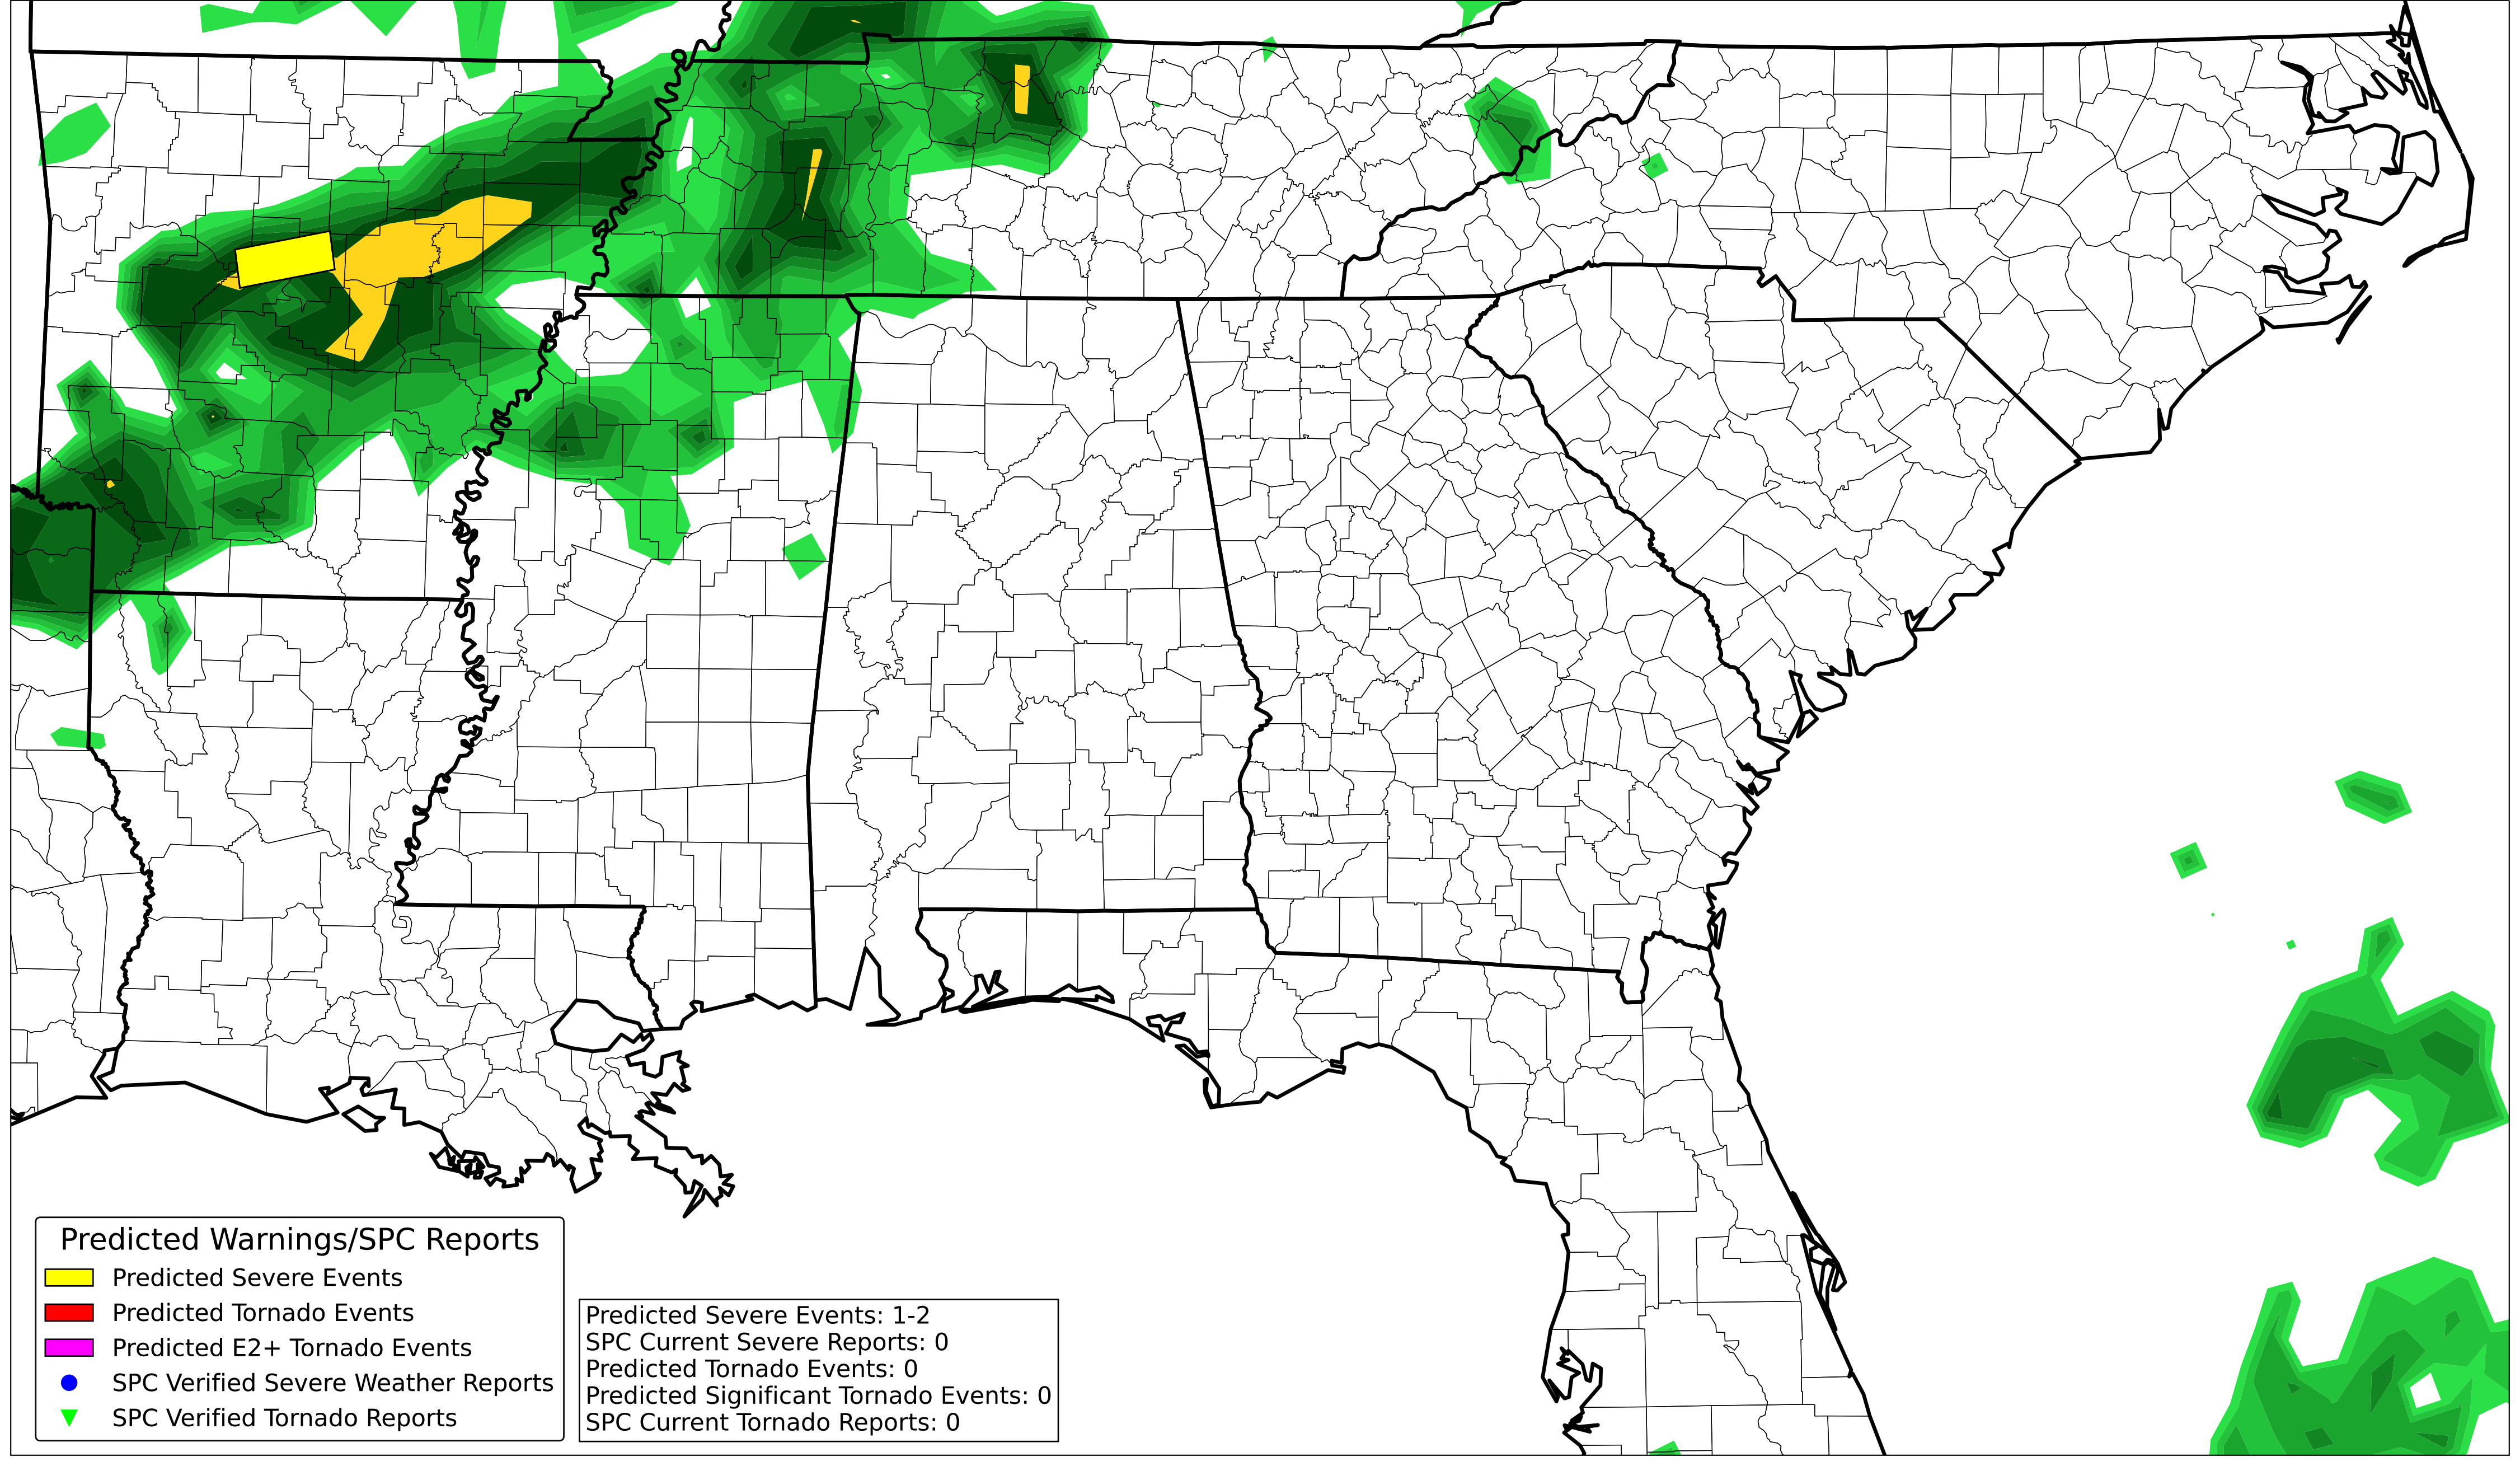 Predicted Warnings/SPC Reports
Predicted Severe Events
Predicted Tornado Events
Predicted E2+ Tornado Events
SPC Verified Severe Weather Reports
SPC Verified Tornado Reports
Predicted Severe Events: 1-2
SPC Current Severe Reports: 0
Predicted Tornado Events: 0
Predicted Significant Tornado Events: 0
SPC Current Tornado Reports: 0